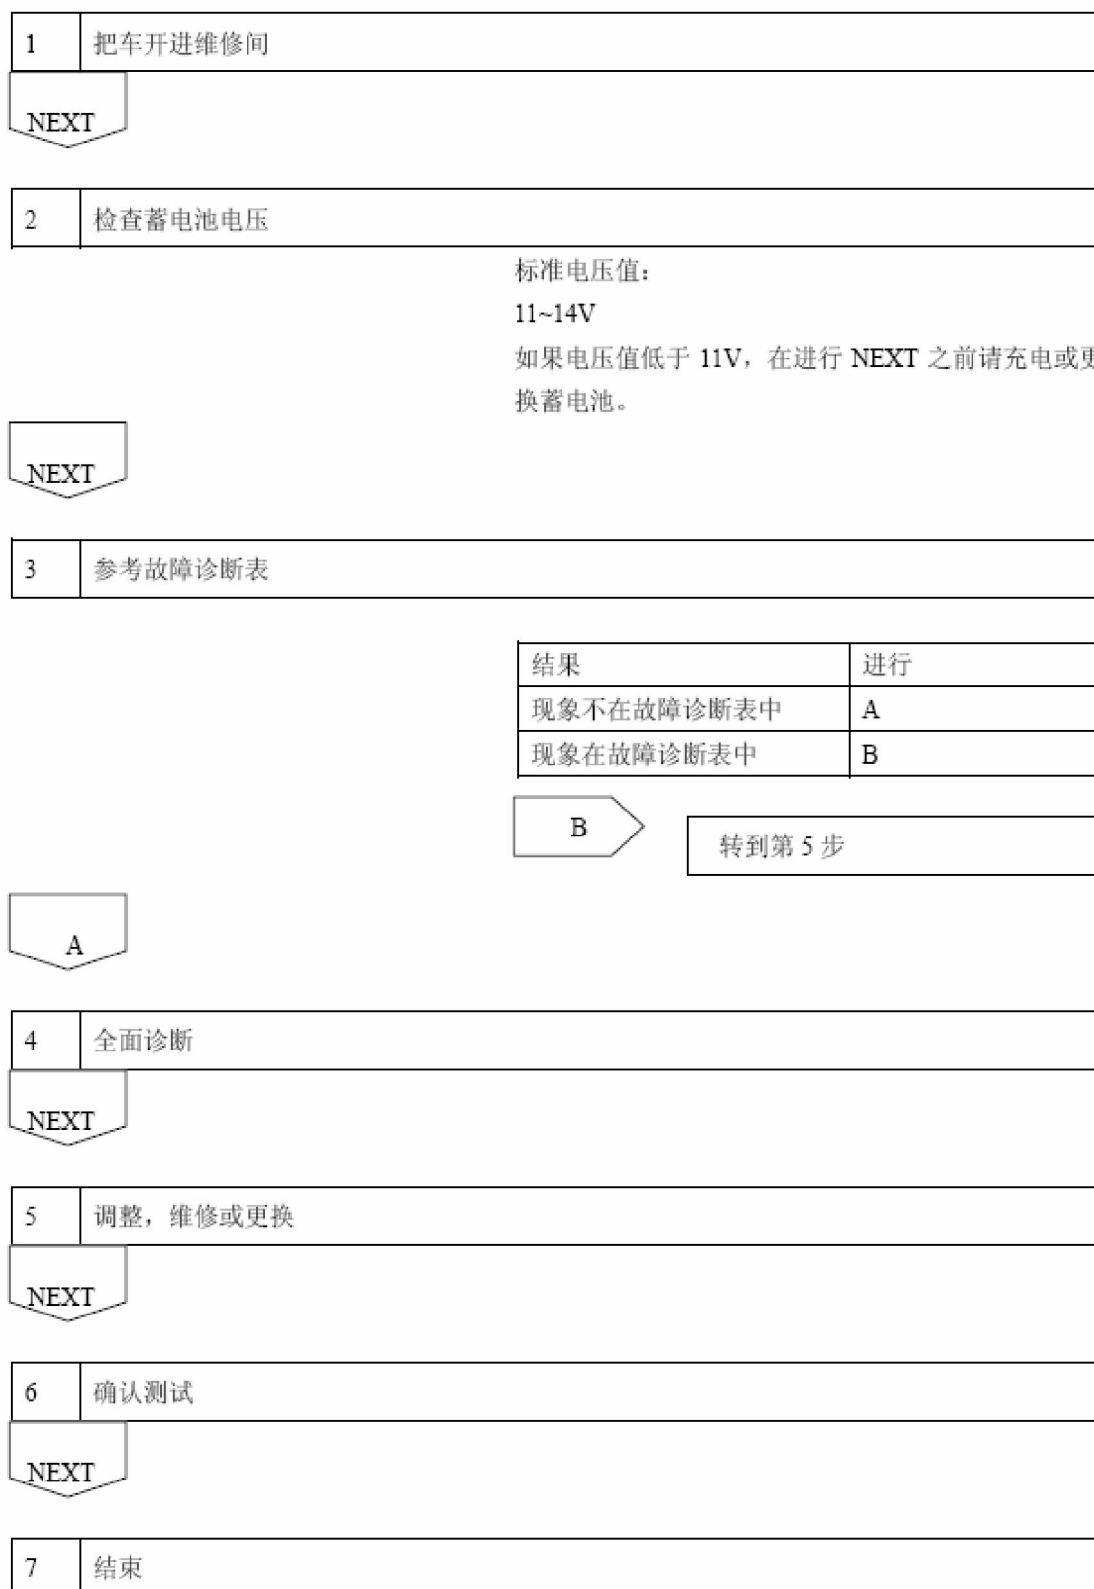 1 把车开进维修间
NEXT
2 检查蓄电池电压
标准电压值：
11~14V
如果电压值低于 11V，在进行 NEXT 之前请充电或更
换蓄电池。
NEXT
3 参考故障诊断表
结果 进行
现象不在故障诊断表中 A
现象在故障诊断表中 B
B
转到第 5 步
A
4 全面诊断
NEXT
5 调整，维修或更换
NEXT
6 确认测试
NEXT
7 结束